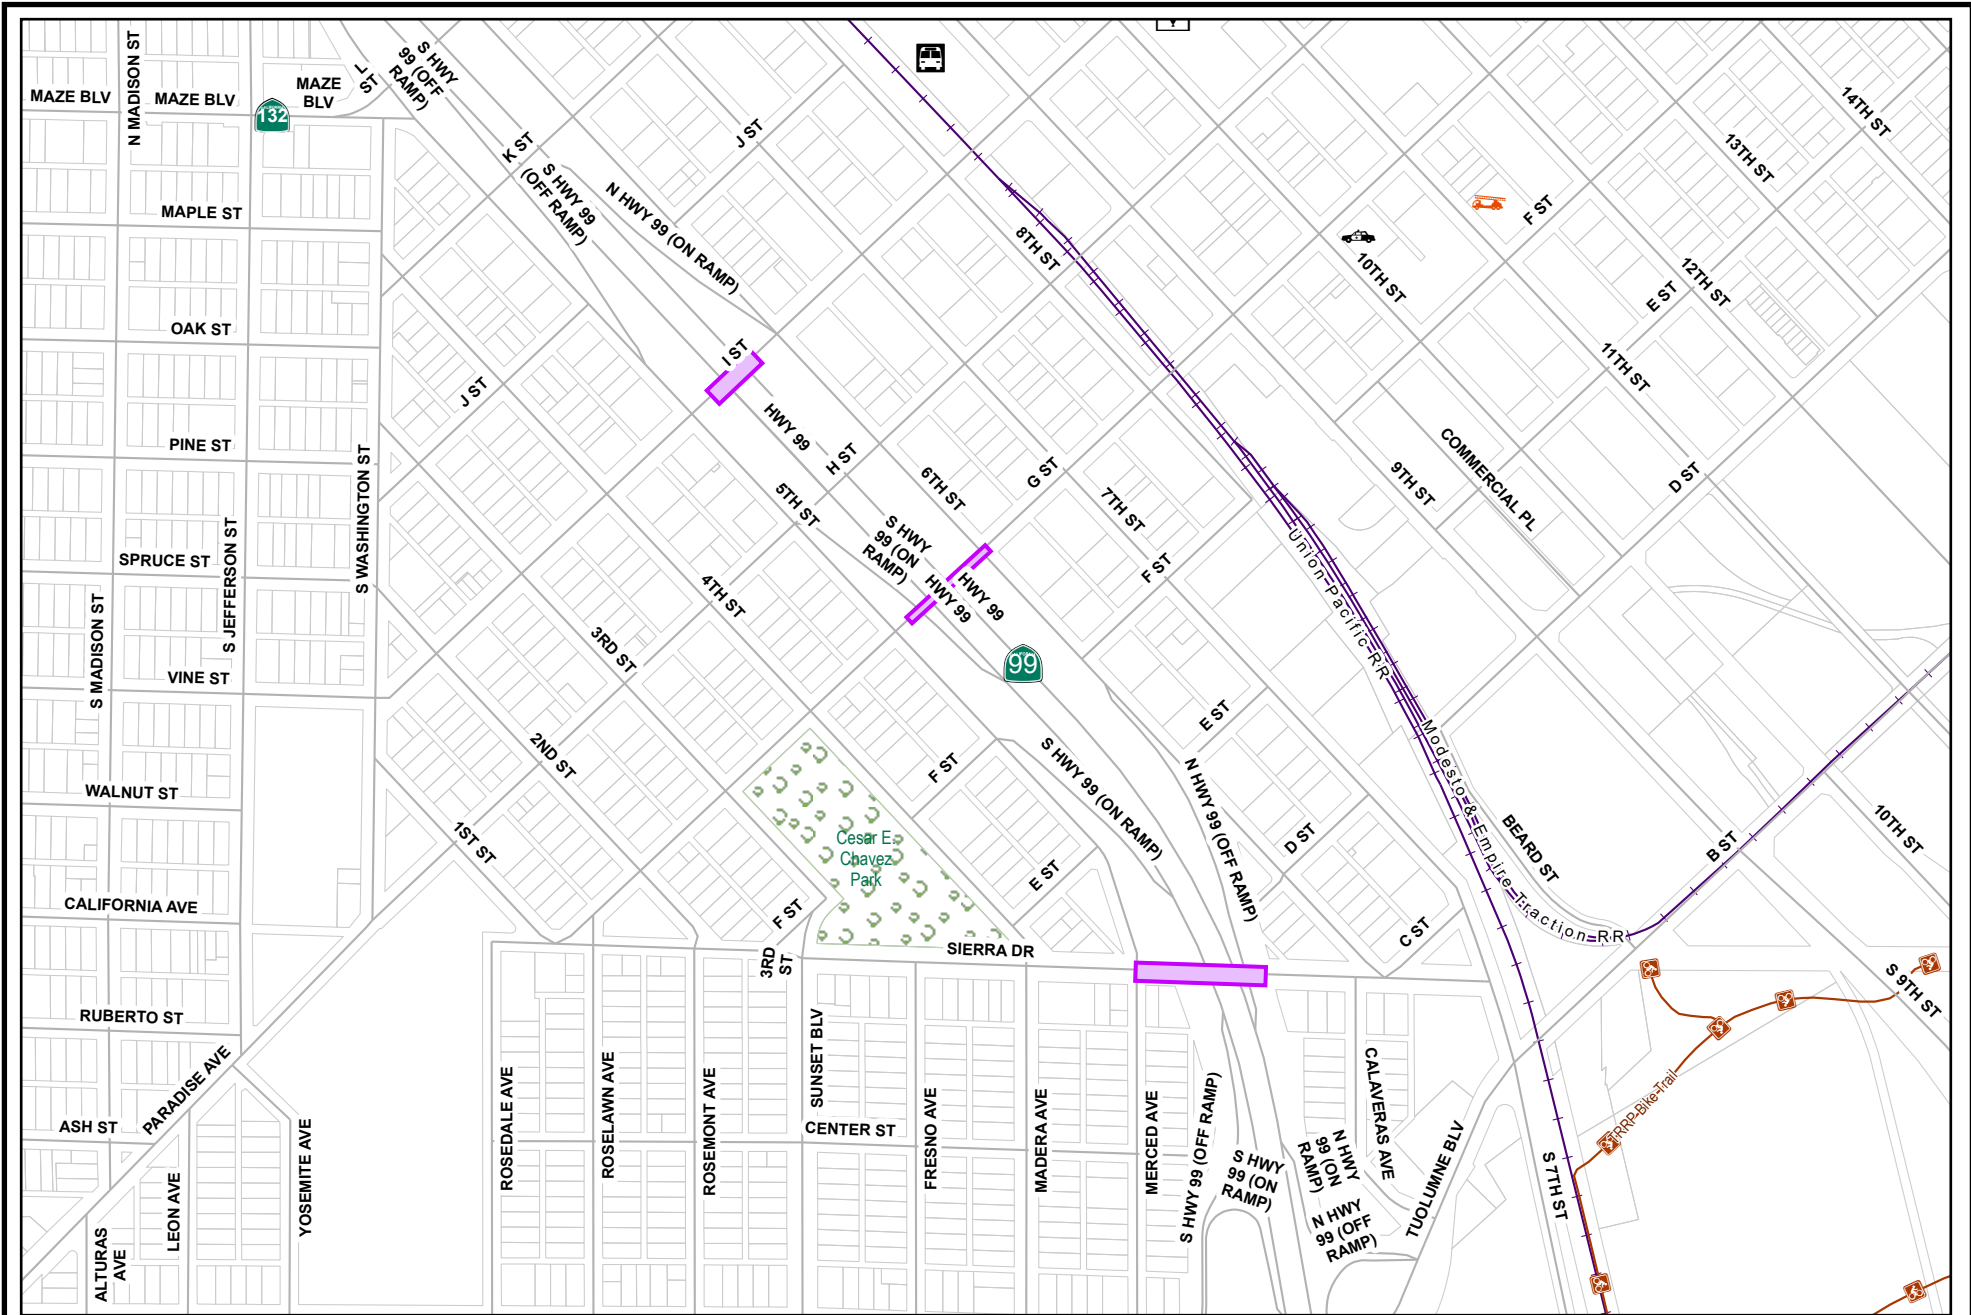 MAZE BLV
N MADISON ST
MAZE BLV
132
MAZE
BLV
L ST
S HWY
99 (OFF
RAMP)
K ST
S HWY 99
(OFF RAMP)
N HWY 99 (ON RAMP)
J ST
8TH ST
10TH ST
F ST
13TH ST
14TH ST
12TH ST
E ST
11TH ST
MAPLE ST
OAK ST
PINE ST
SPRUCE ST
VINE ST
WALNUT ST
CALIFORNIA AVE
RUBERTO ST
ASH ST
S MADISON ST
S JEFFERSON ST
S WASHINGTON ST
J ST
I ST
HWY 99
H ST
5TH ST
6TH ST
G ST
7TH ST
F ST
9TH ST
COMMERCIAL PL
D ST
S HWY
99 (ON
RAMP)
HWY 99
HWY 99
99
4TH ST
3RD ST
2ND ST
1ST ST
Union Pacific RR
Modesto & Empire Traction RR
E ST
F ST
S HWY 99 (ON RAMP)
N HWY 99 (OFF RAMP)
D ST
BEARD ST
B ST
10TH ST
Cesar E.
Chavez
Park
E ST
F ST
C ST
3RD
ST
SIERRA DR
S 9TH ST
PARADISE AVE
ALTURAS
AVE
LEON AVE
YOSEMITE AVE
ROSEDALE AVE
ROSELAWN AVE
ROSEMONT AVE
SUNSET BLV
CENTER ST
FRESNO AVE
MADERA AVE
MERCED AVE
S HWY 99 (OFF RAMP)
S HWY
99 (ON
RAMP)
N HWY
99 (ON
RAMP)
N HWY
99 (OFF
RAMP)
CALAVERAS AVE
TUOLUMNE BLV
S 7TH ST
TRRP-Bike-Trail